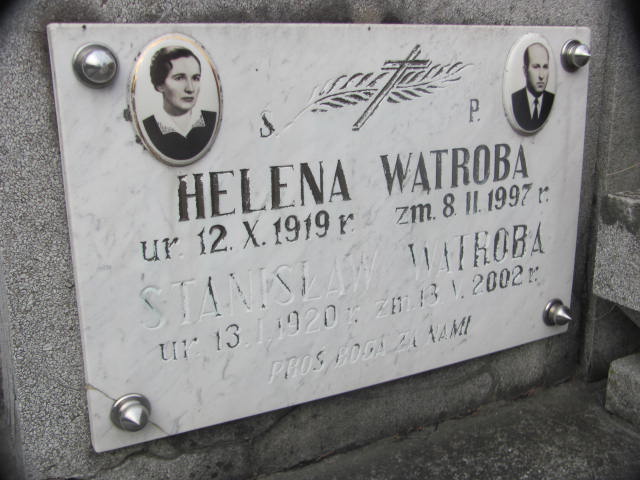 Ś. P.
HELENA WĄTROBA
ur. 12.X.1919 r. zm. 8.II.1997 r.
STANISŁAW WĄTROBA
ur. 13.I.1920 r. zm. 13.V.2002 r.
PROŚ BOGA ZA NAMI